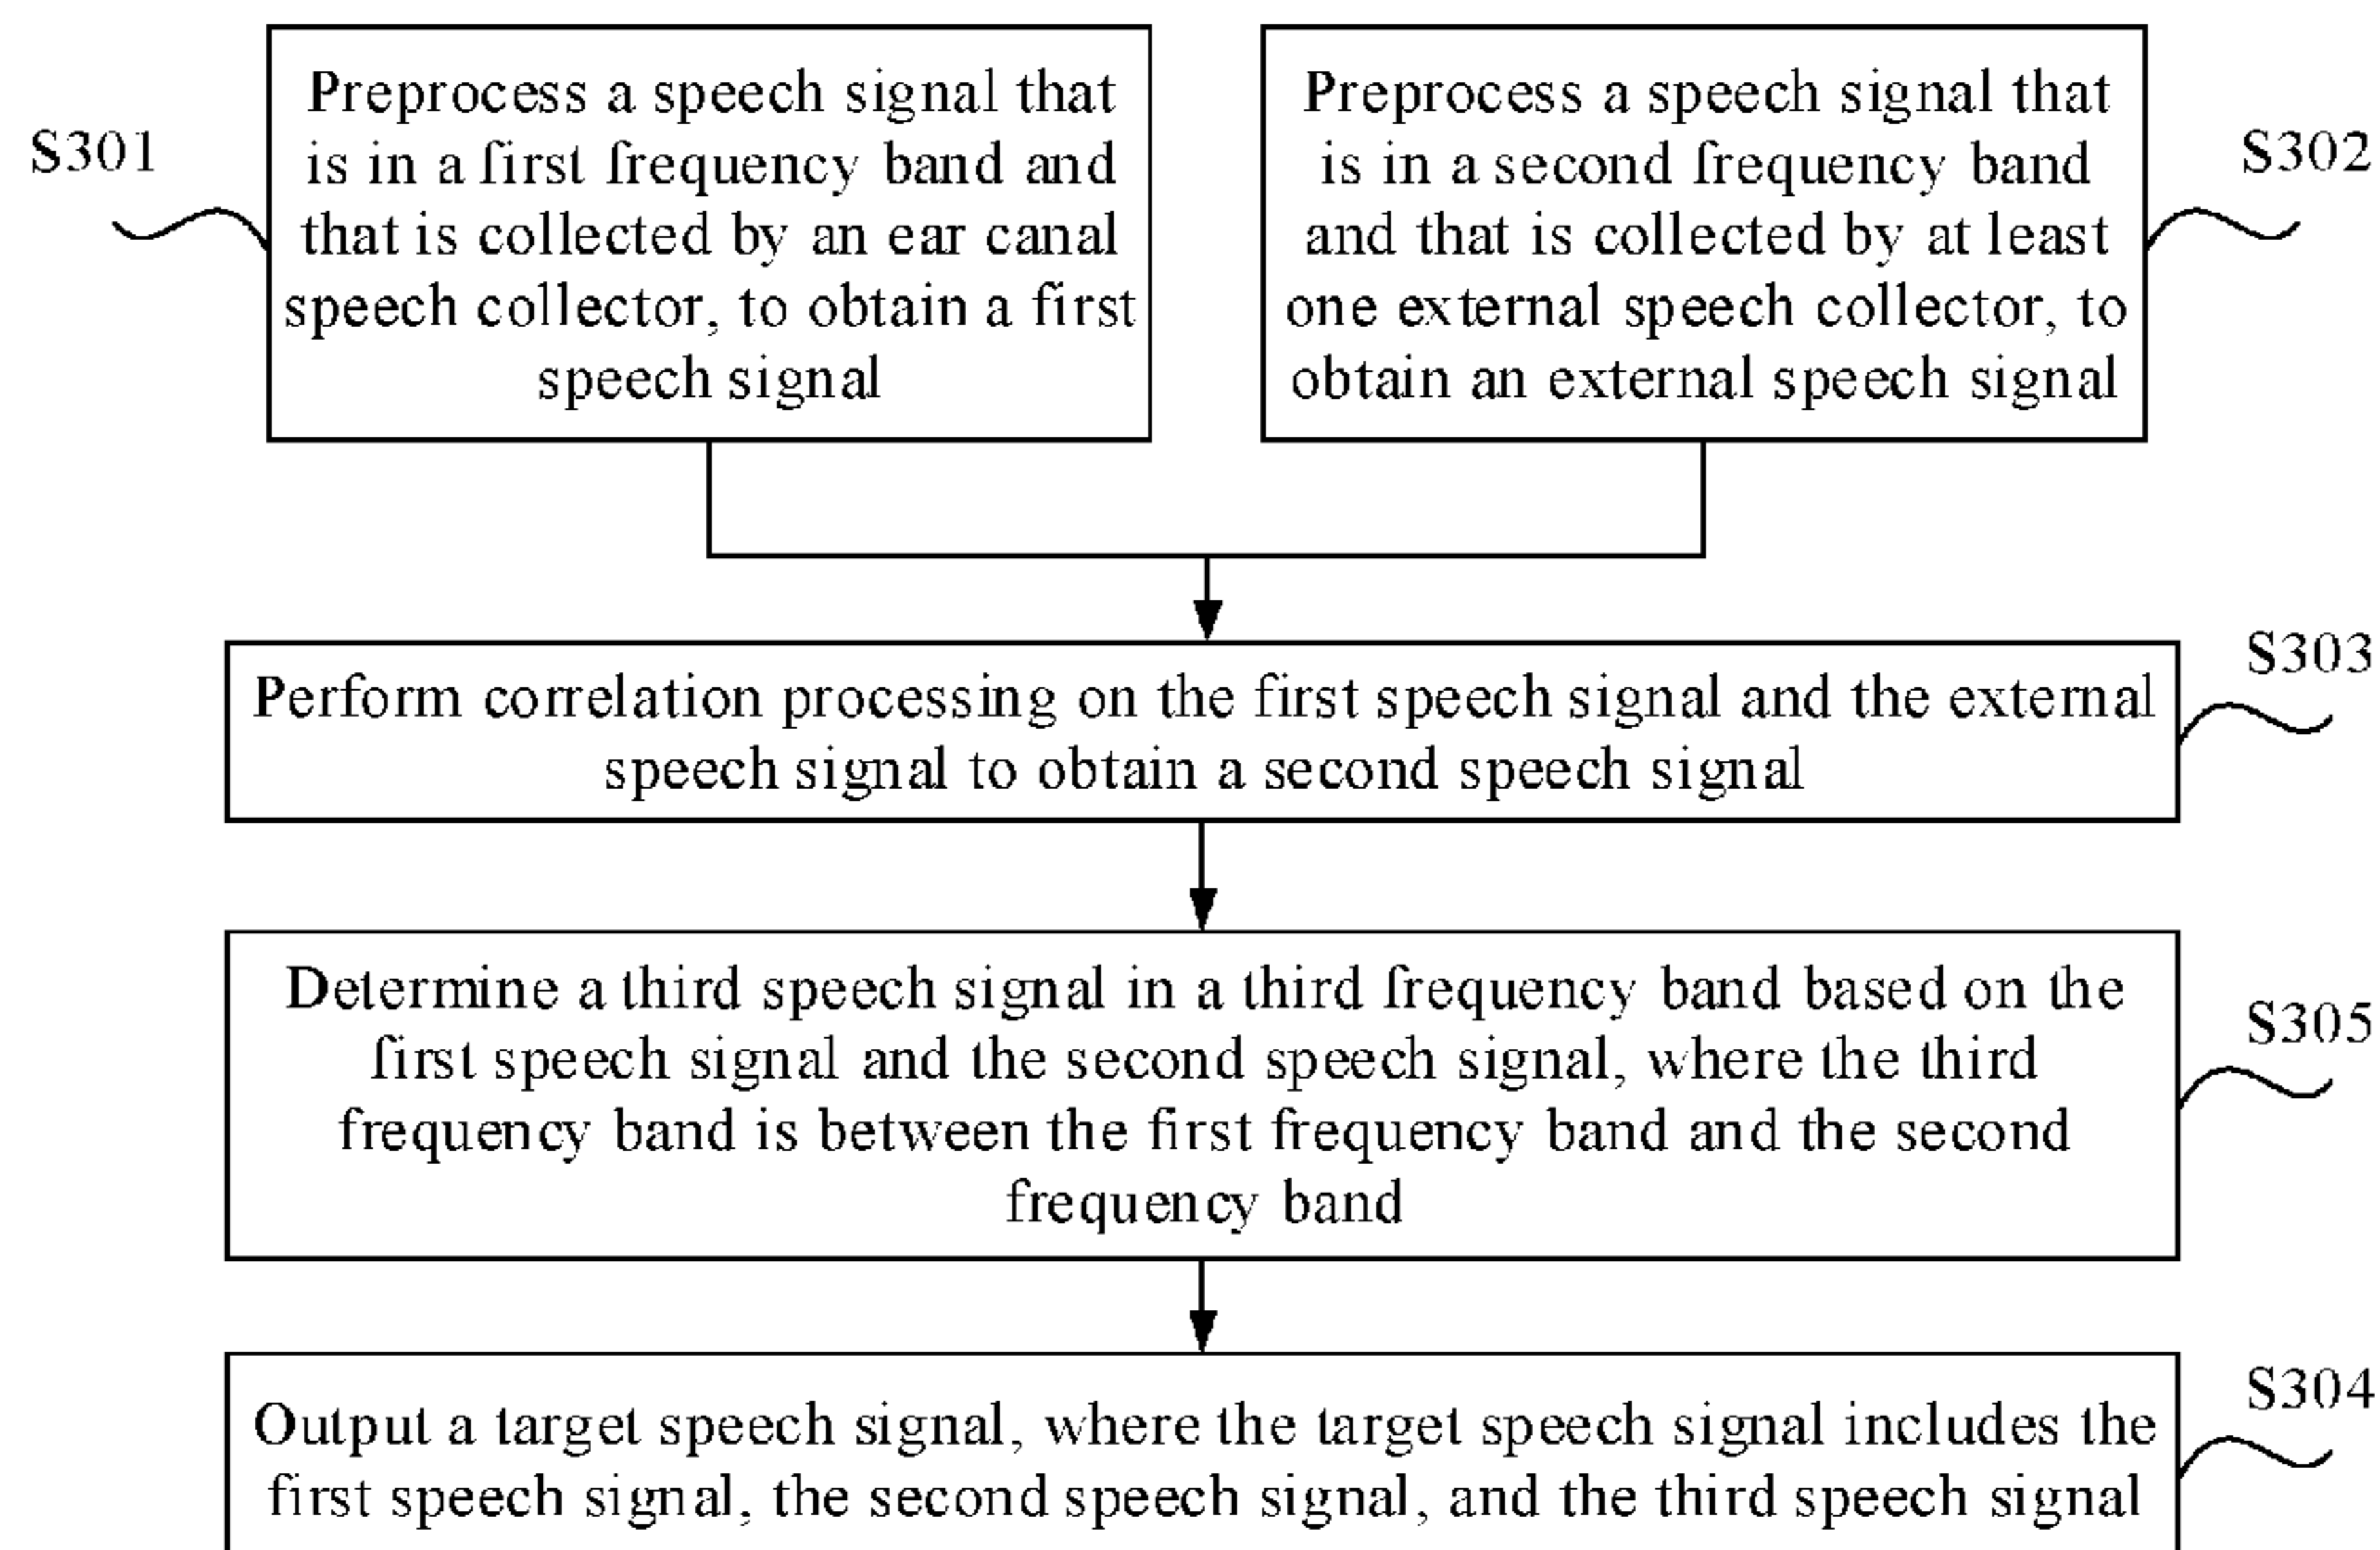 S301
Preprocess a speech signal that
is in a first frequency band and
that is collected by an ear canal
speech collector, to obtain a first
speech signal
Preprocess a speech signal that
is in a second frequency band
and that is collected by at least
one external speech collector, to
obtain an external speech signal
S302
Perform correlation processing on the first speech signal and the external
speech signal to obtain a second speech signal
S303
Determine a third speech signal in a third frequency band based on the
first speech signal and the second speech signal, where the third
frequency band is between the first frequency band and the second
frequency band
S305
Output a target speech signal, where the target speech signal includes the
first speech signal, the second speech signal, and the third speech signal
S304